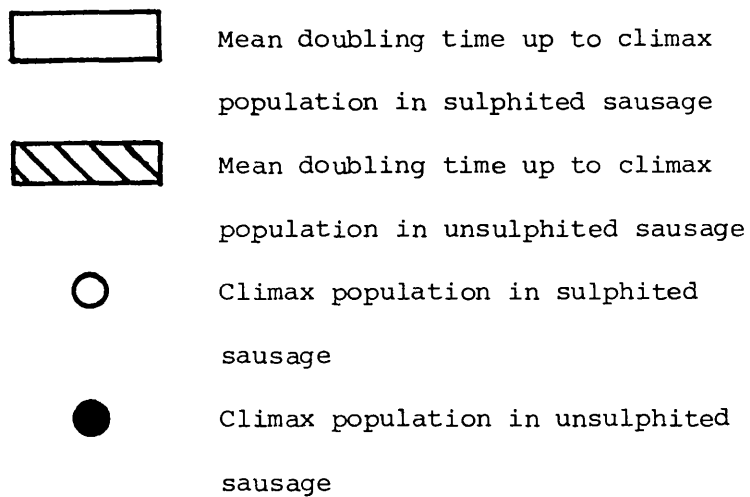 Mean doubling time up to climax
population in sulphited sausage
Mean doubling time up to climax
population in unsulphited sausage
Climax population in sulphited
sausage
Climax population in unsulphited
sausage